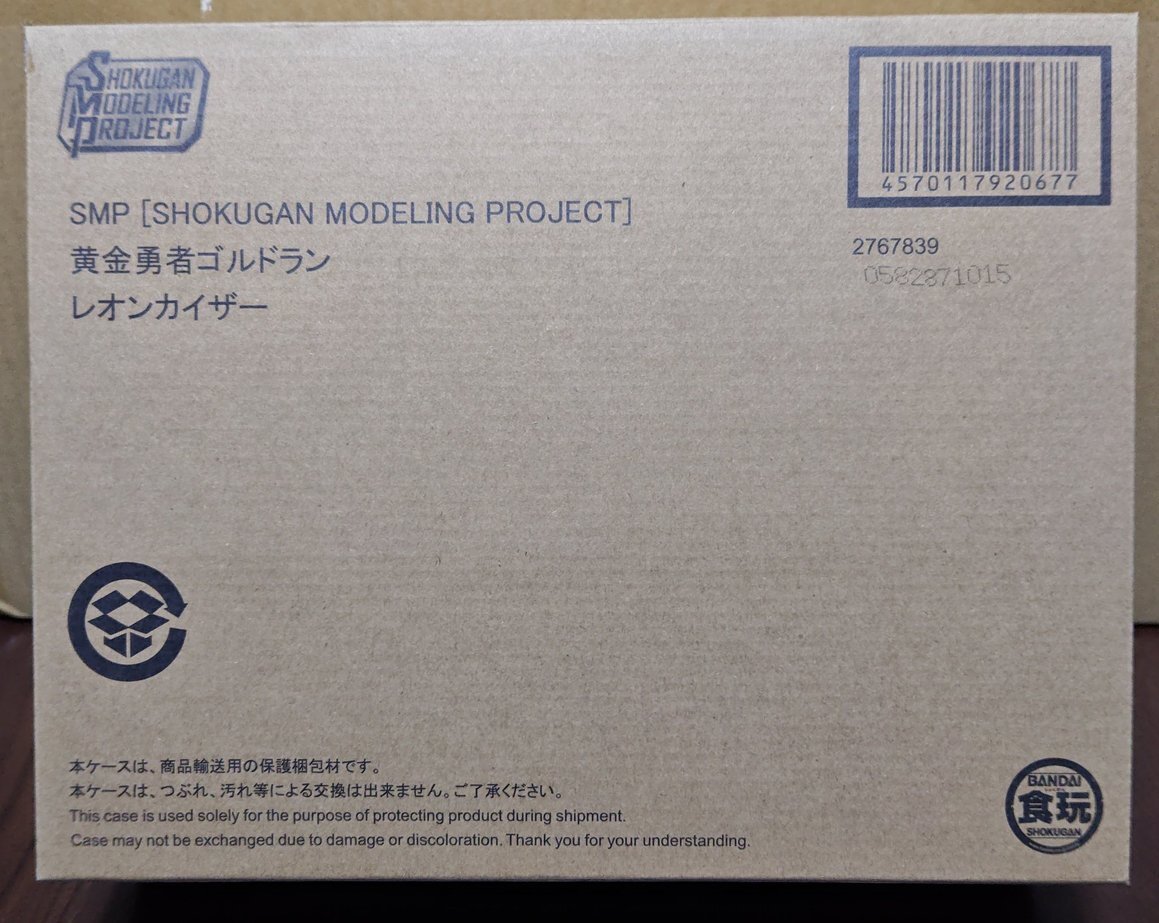 SHOKUGAN
MODELING
PROJECT
4570117920677
SMP [SHOKUGAN MODELING PROJECT]
黄金勇者ゴルドラン
レオンカイザー
2767839
0582871015
本ケースは、商品輸送用の保護梱包材です。
本ケースは、つぶれ、汚れ等による交換は出来ません。ご了承ください。
This case is used solely for the purpose of protecting product during shipment.
Case may not be exchanged due to damage or discoloration. Thank you for your understanding.
BANDAI
食玩
SHOKUGAN